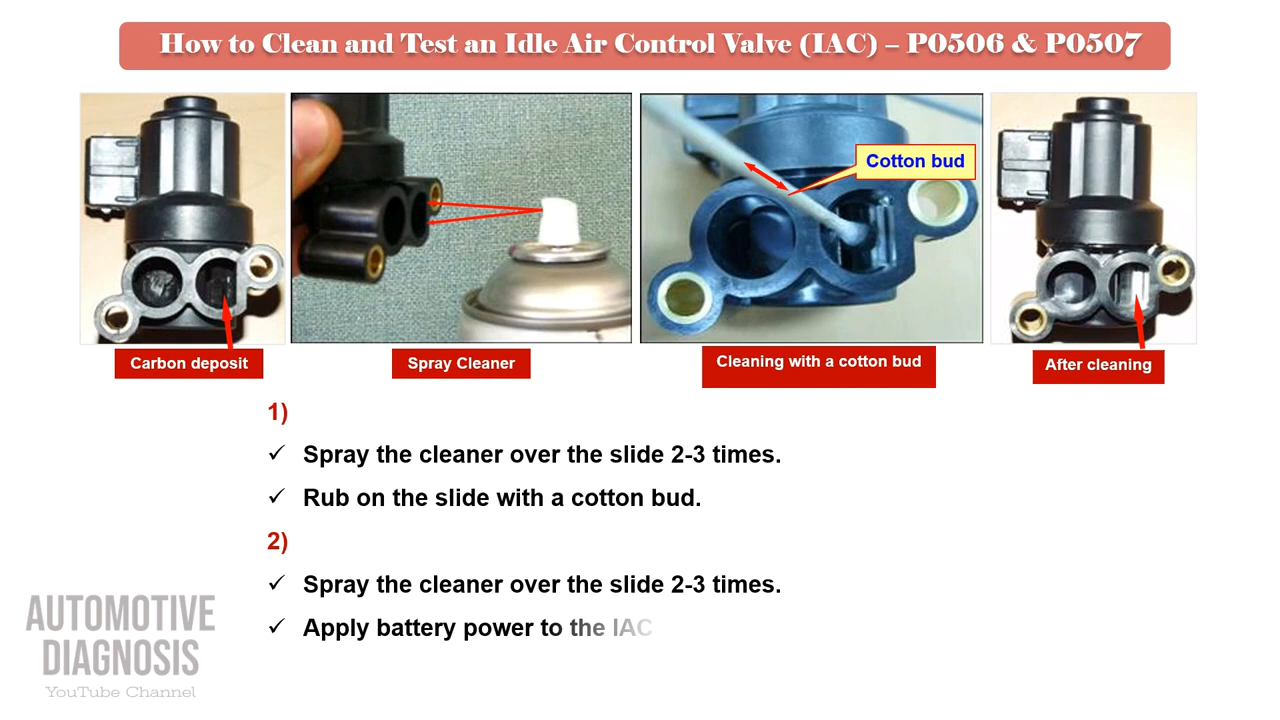 How to Clean and Test an Idle Air Control Valve (IAC) – P0506 & P0507
Cotton bud
Carbon deposit
Spray Cleaner
Cleaning with a cotton bud
After cleaning
1)
✓ Spray the cleaner over the slide 2-3 times.
✓ Rub on the slide with a cotton bud.
2)
✓ Spray the cleaner over the slide 2-3 times.
✓ Apply battery power to the IAC
AUTOMOTIVE
DIAGNOSIS
YouTube Channel